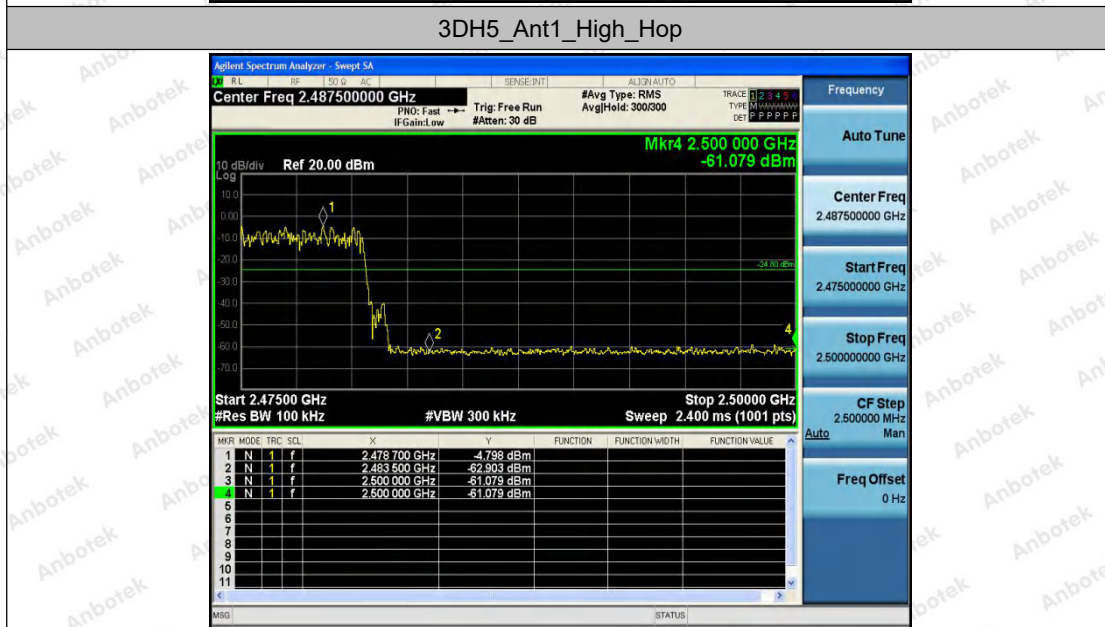 3DH5_Ant1_High_Hop
Agilent Spectrum Analyzer - Swept SA
RL RF 50 Ω AC SENSE:INT ALIGN AUTO
Center Freq 2.487500000 GHz
PNO: Fast
IFGain:Low
Trig: Free Run
#Atten: 30 dB
#Avg Type: RMS
Avg|Hold: 300/300
TRACE 1 2 3 4 5 6
TYPE M
DET P P P P P P
Frequency
Auto Tune
Center Freq
2.487500000 GHz
Start Freq
2.475000000 GHz
Stop Freq
2.500000000 GHz
CF Step
2.500000 MHz
Auto Man
Freq Offset
0 Hz
Mkr4 2.500 000 GHz
-61.079 dBm
10 dB/div Ref 20.00 dBm
Log
10.0
0.00
-10.0
-20.0
-30.0
-40.0
-50.0
-60.0
-70.0
1
2
4
-24.80 dBm
Start 2.47500 GHz Stop 2.50000 GHz
#Res BW 100 kHz #VBW 300 kHz Sweep 2.400 ms (1001 pts)
MKR MODE TRC SCL X Y FUNCTION FUNCTION WIDTH FUNCTION VALUE
1 N 1 f 2.478 700 GHz -4.798 dBm
2 N 1 f 2.483 500 GHz -62.903 dBm
3 N 1 f 2.500 000 GHz -61.079 dBm
4 N 1 f 2.500 000 GHz -61.079 dBm
5
6
7
8
9
10
11
MSG STATUS
Anbotek